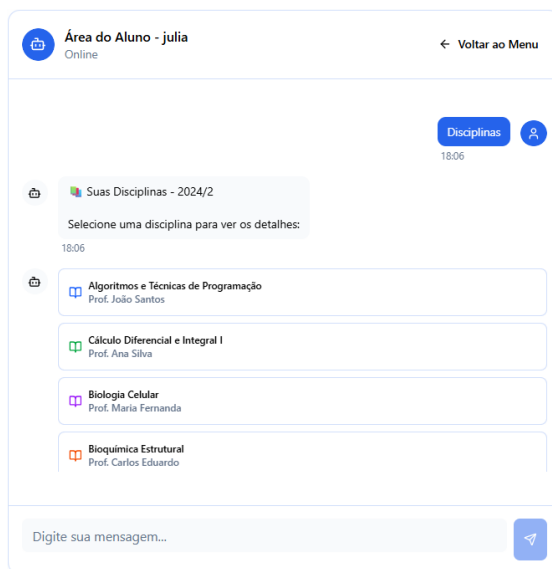 Área do Aluno - julia
Online
Voltar ao Menu
Disciplinas
18:06
Suas Disciplinas - 2024/2
Selecione uma disciplina para ver os detalhes:
18:06
Algoritmos e Técnicas de Programação
Prof. João Santos
Cálculo Diferencial e Integral I
Prof. Ana Silva
Biologia Celular
Prof. Maria Fernanda
Bioquímica Estrutural
Prof. Carlos Eduardo
Digite sua mensagem...